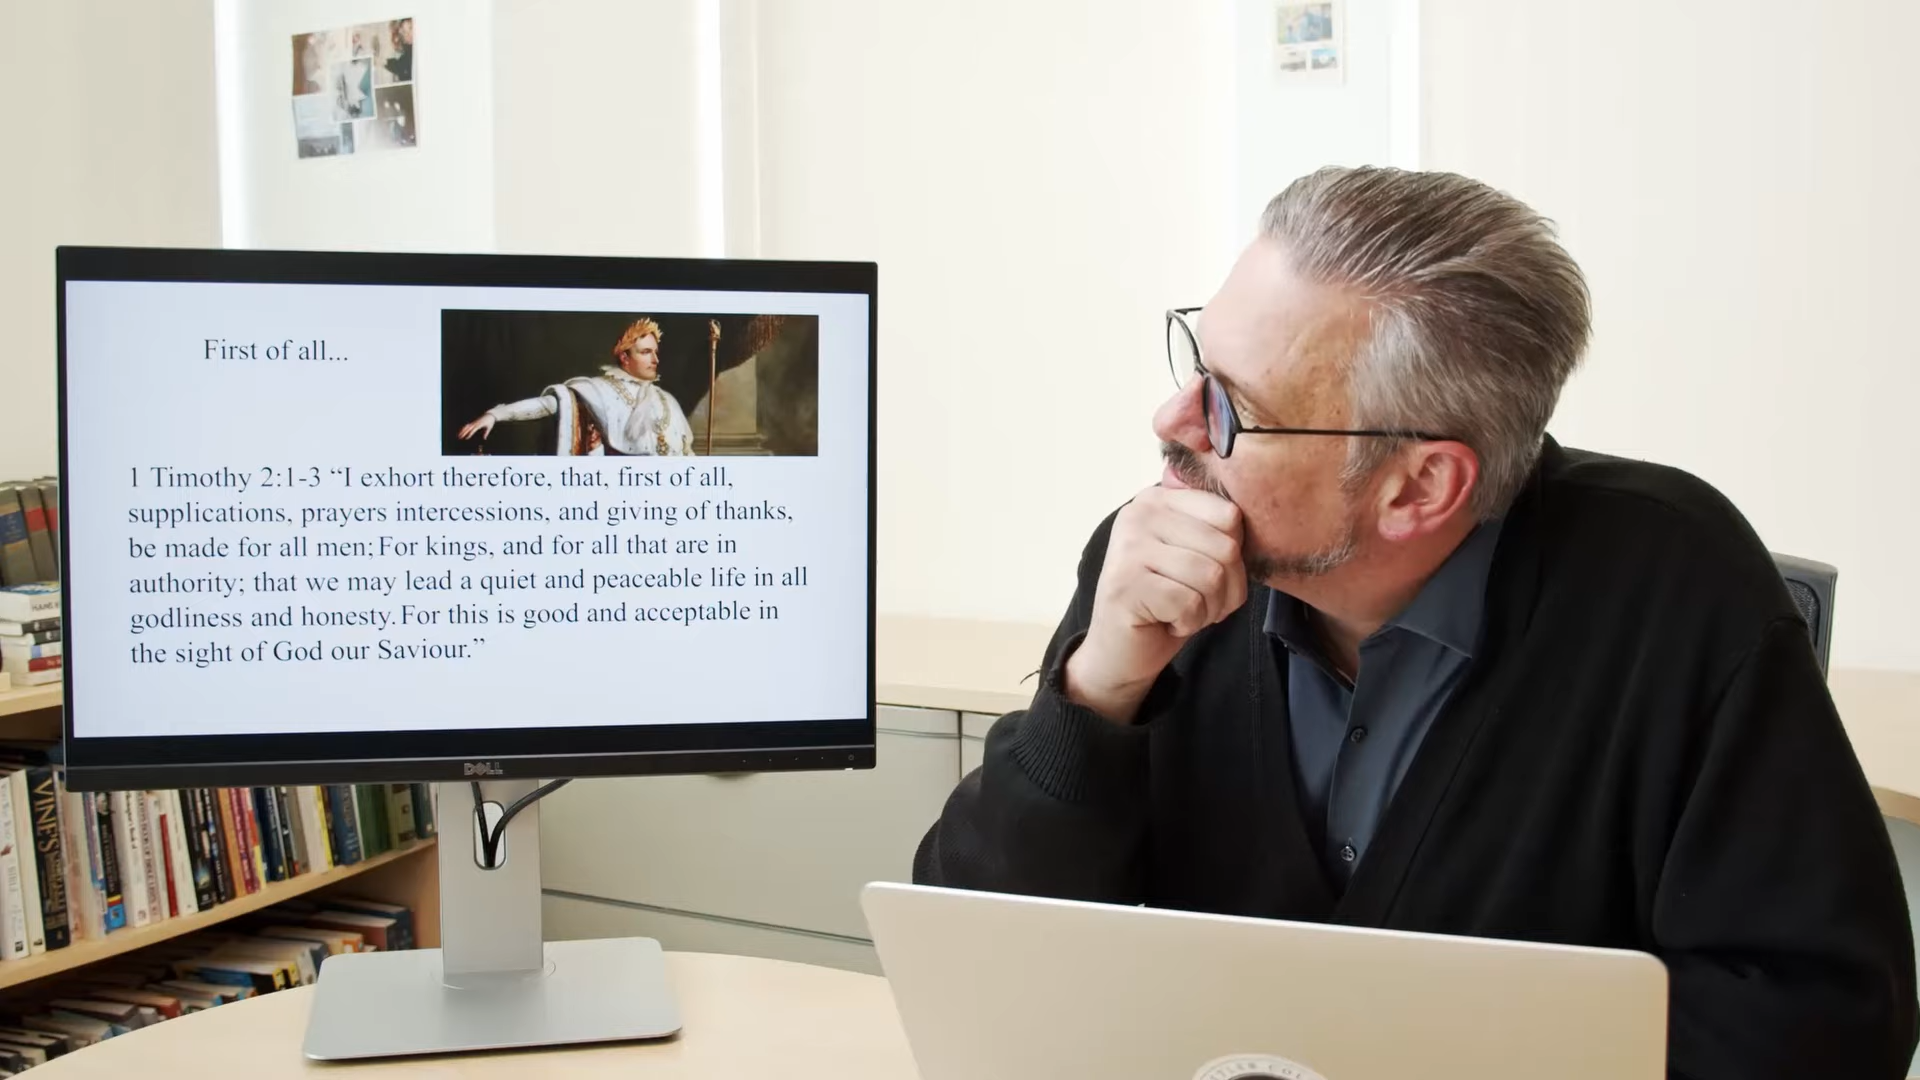 First of all...
1 Timothy 2:1-3 “I exhort therefore, that, first of all,
supplications, prayers intercessions, and giving of thanks,
be made for all men; For kings, and for all that are in
authority; that we may lead a quiet and peaceable life in all
godliness and honesty. For this is good and acceptable in
the sight of God our Saviour.”
DELL
VINE'S